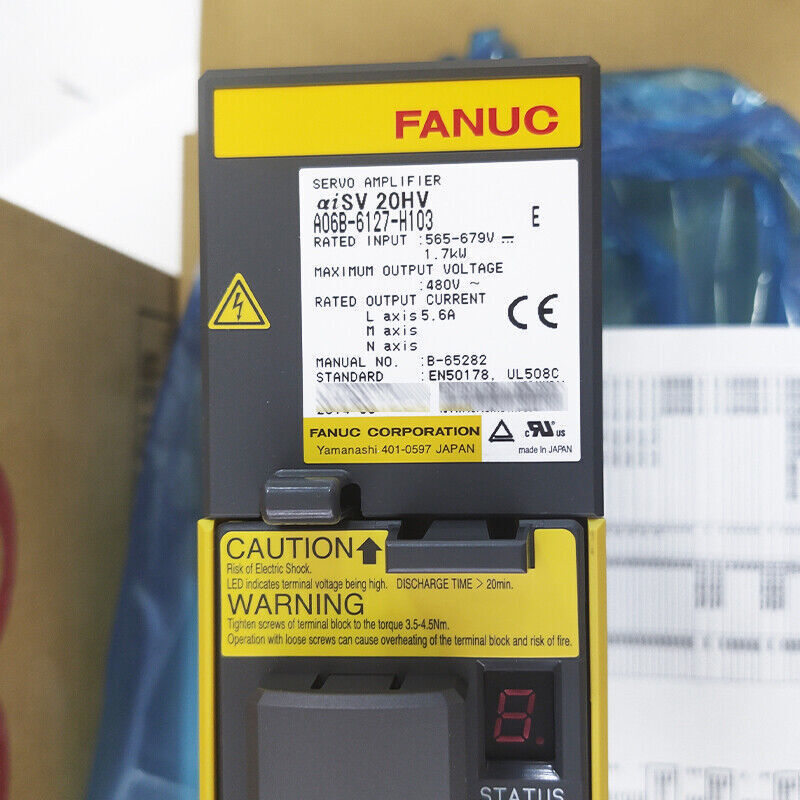 FANUC
SERVO AMPLIFIER
αiSV 20HV
A06B-6127-H103 E
RATED INPUT :565-679V ⎓
1.7kW
MAXIMUM OUTPUT VOLTAGE
:480V ~
RATED OUTPUT CURRENT
L axis 5.6A
M axis
N axis
CE
MANUAL NO. :B-65282
STANDARD :EN50178, UL508C
FANUC CORPORATION
Yamanashi 401-0597 JAPAN
c RU us
made in JAPAN
CAUTION
Risk of Electric Shock.
LED indicates terminal voltage being high. DISCHARGE TIME > 20min.
WARNING
Tighten screws of terminal block to the torque 3.5-4.5Nm.
Operation with loose screws can cause overheating of the terminal block and risk of fire.
8.
STATUS